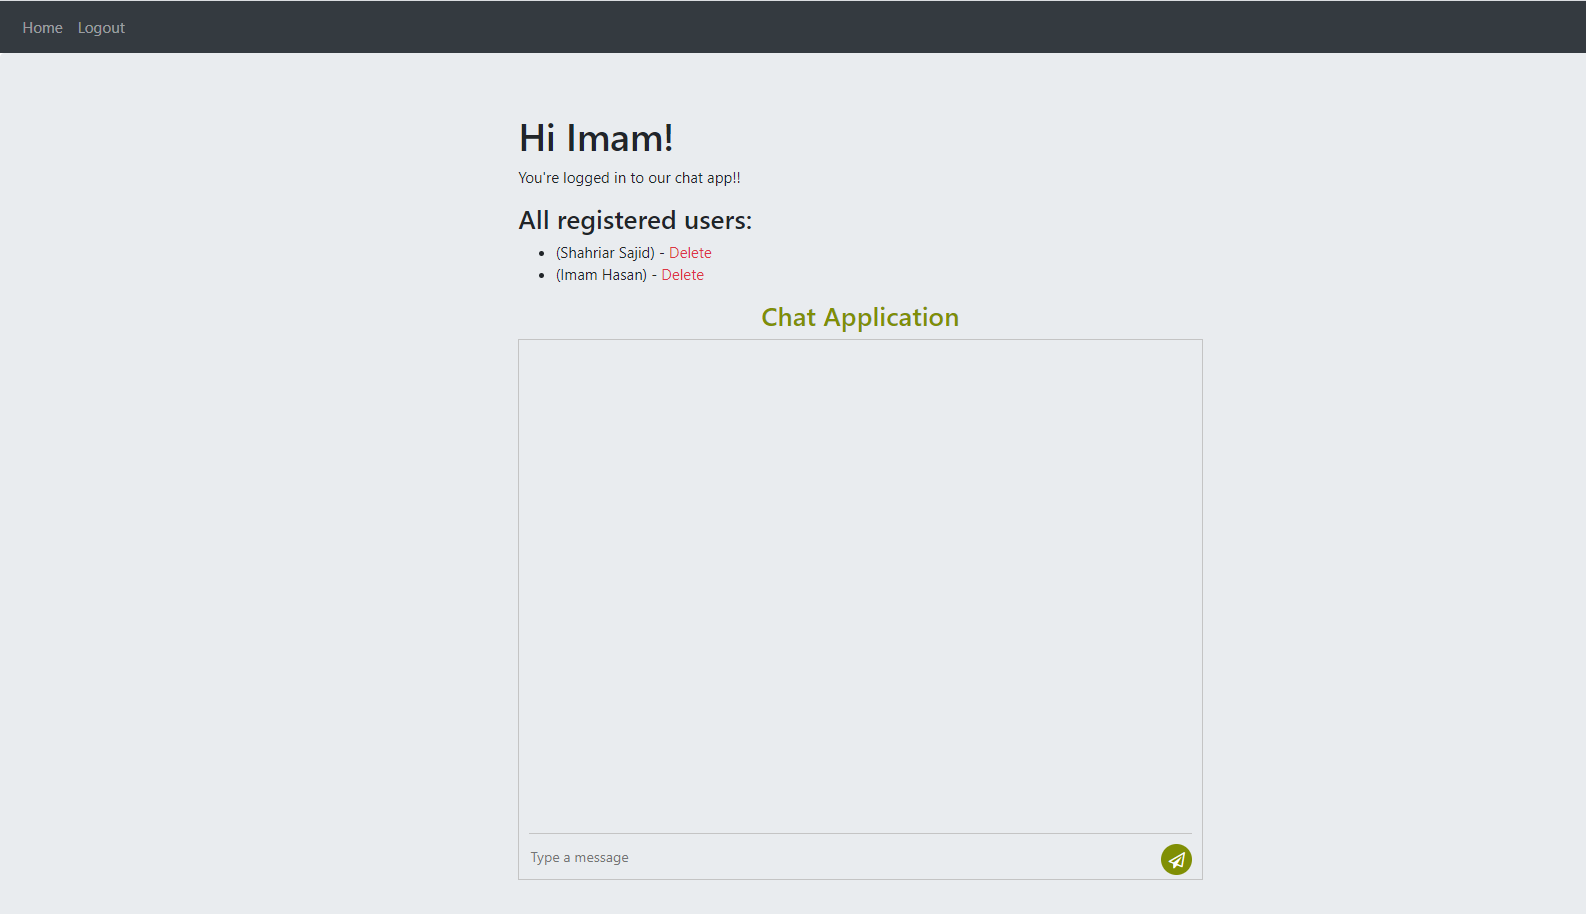 Home Logout
Hi Imam!
You're logged in to our chat app!!
All registered users:
(Shahriar Sajid) - Delete
(Imam Hasan) - Delete
Chat Application
Type a message